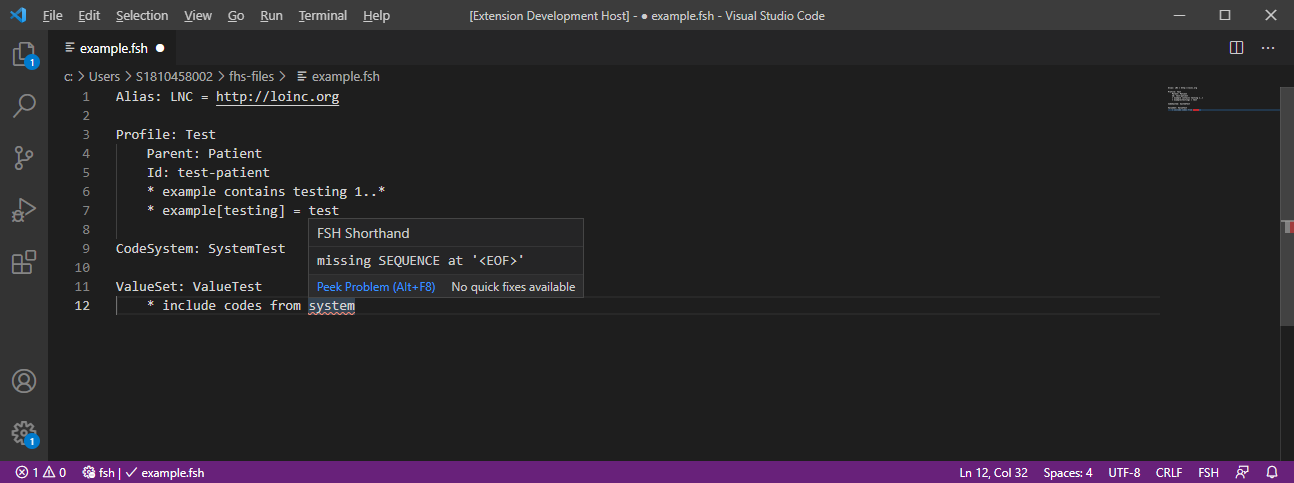 File Edit Selection View Go Run Terminal Help [Extension Development Host] - ● example.fsh - Visual Studio Code
example.fsh ●
c: > Users > S1810458002 > fhs-files > example.fsh
1 Alias: LNC = http://loinc.org
2
3 Profile: Test
4 Parent: Patient
5 Id: test-patient
6 * example contains testing 1..*
7 * example[testing] = test
8
FSH Shorthand
9 CodeSystem: SystemTest
missing SEQUENCE at '<EOF>'
10
11 ValueSet: ValueTest
Peek Problem (Alt+F8) No quick fixes available
12 * include codes from system
1
1
1 0 fsh | ✓ example.fsh Ln 12, Col 32 Spaces: 4 UTF-8 CRLF FSH